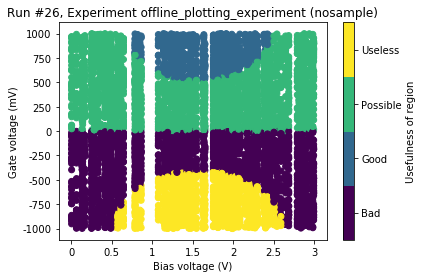 Run #26, Experiment offline_plotting_experiment (nosample)
Gate voltage (mV)
1000
750
500
250
0
-250
-500
-750
-1000
0
0.5
1
1.5
2
2.5
3
Bias voltage (V)
Useless
Possible
Good
Bad
Usefulness of region